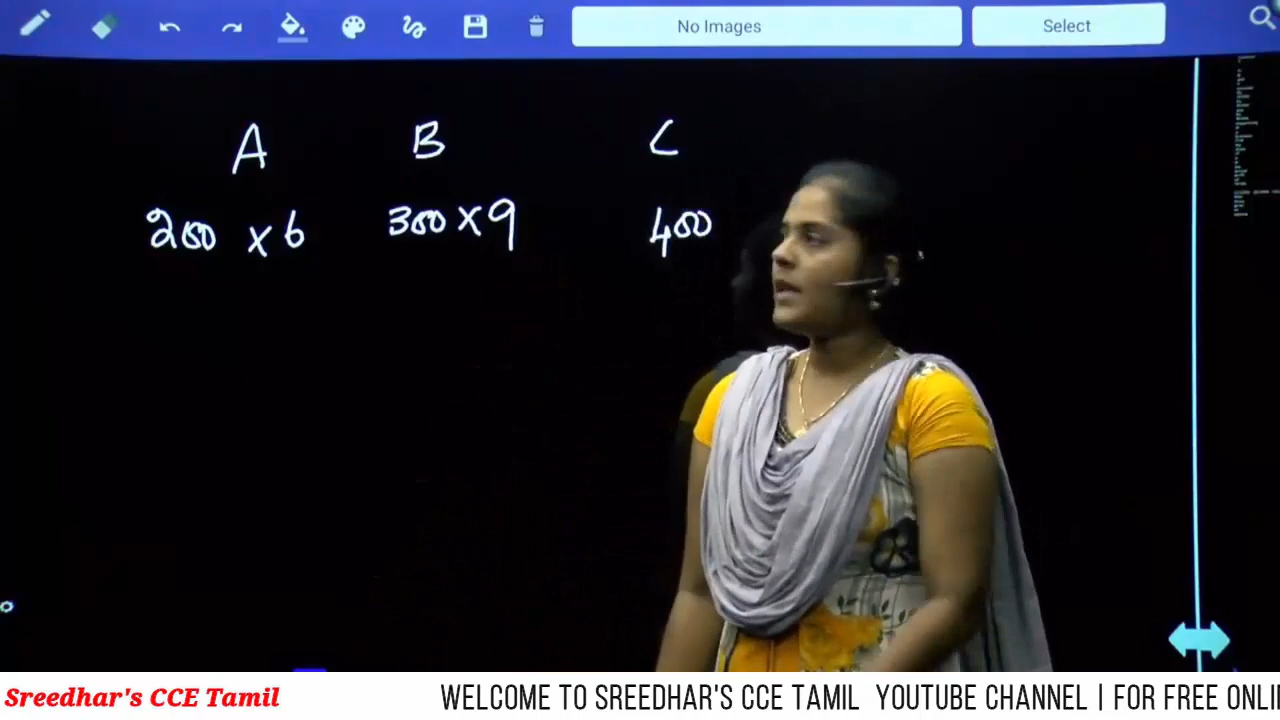 No Images
Select
A B C
200 × 6 300 × 9 400
Sreedhar's CCE Tamil
WELCOME TO SREEDHAR'S CCE TAMIL YOUTUBE CHANNEL | FOR FREE ONLI